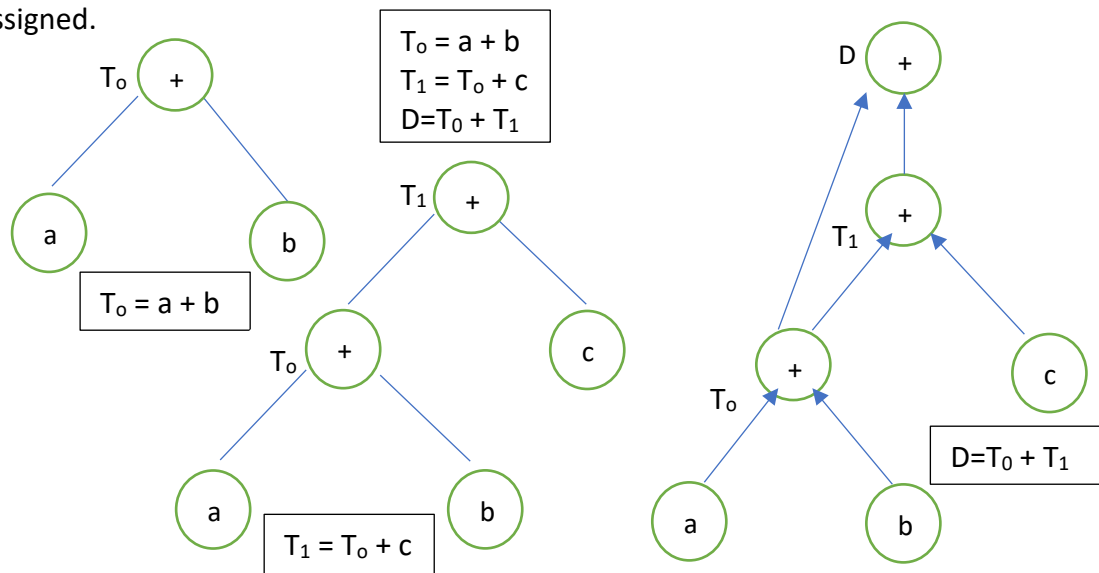 ssigned.
Tₒ = a + b
T₁ = Tₒ + c
D=T₀ + T₁
Tₒ
+
a
b
Tₒ = a + b
T₁
+
Tₒ
+
c
a
b
T₁ = Tₒ + c
D
+
T₁
+
Tₒ
+
c
a
b
D=T₀ + T₁